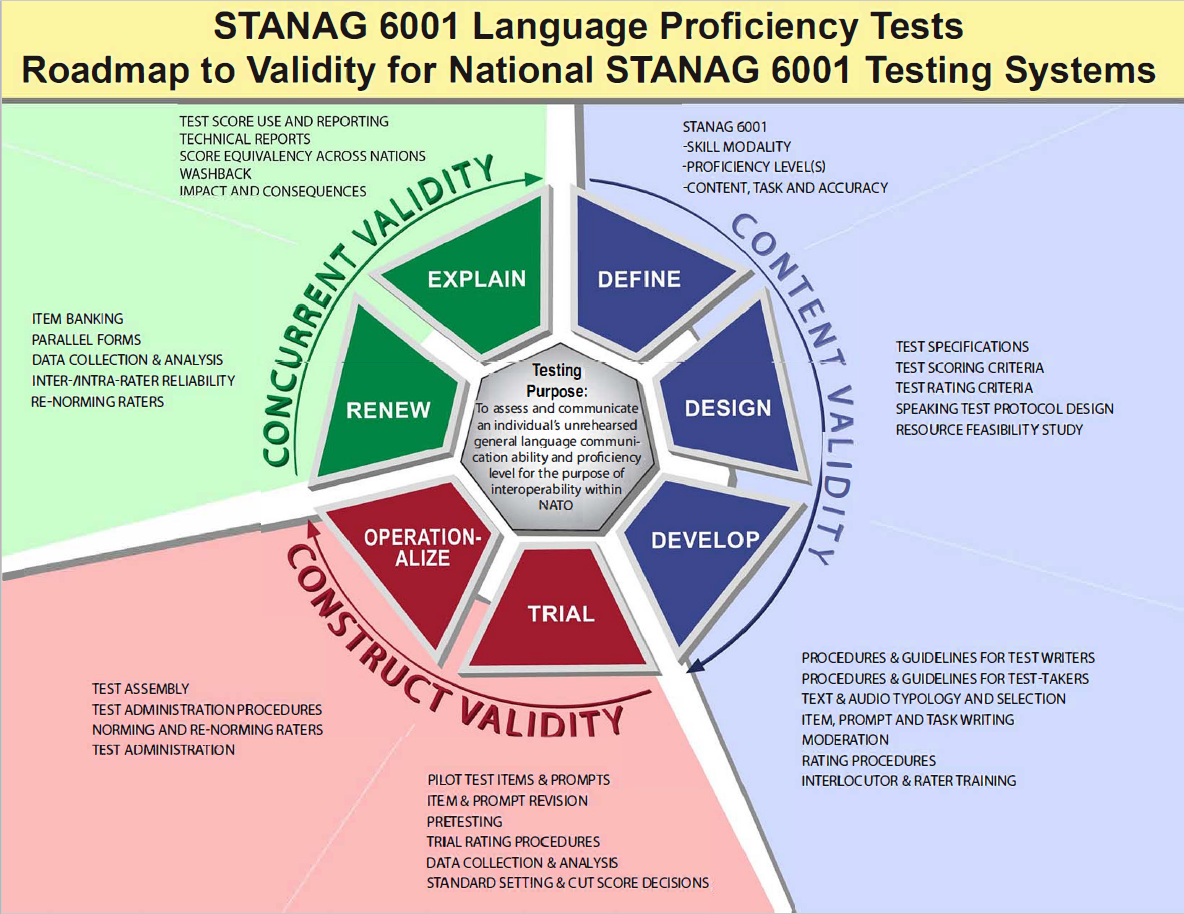 STANAG 6001 Language Proficiency Tests
Roadmap to Validity for National STANAG 6001 Testing Systems
TEST SCORE USE AND REPORTING
TECHNICAL REPORTS
SCORE EQUIVALENCY ACROSS NATIONS
WASHBACK
IMPACT AND CONSEQUENCES
STANAG 6001
-SKILL MODALITY
-PROFICIENCY LEVEL(S)
-CONTENT, TASK AND ACCURACY
CONCURRENT VALIDITY
CONTENT VALIDITY
EXPLAIN
DEFINE
ITEM BANKING
PARALLEL FORMS
DATA COLLECTION & ANALYSIS
INTER-/INTRA-RATER RELIABILITY
RE-NORMING RATERS
RENEW
Testing
Purpose:
To assess and communicate
an individual's unrehearsed
general language communi-
cation ability and proficiency
level for the purpose of
interoperability within
NATO
DESIGN
TEST SPECIFICATIONS
TEST SCORING CRITERIA
TEST RATING CRITERIA
SPEAKING TEST PROTOCOL DESIGN
RESOURCE FEASIBILITY STUDY
OPERATION-
ALIZE
DEVELOP
TRIAL
CONSTRUCT VALIDITY
TEST ASSEMBLY
TEST ADMINISTRATION PROCEDURES
NORMING AND RE-NORMING RATERS
TEST ADMINISTRATION
PROCEDURES & GUIDELINES FOR TEST WRITERS
PROCEDURES & GUIDELINES FOR TEST-TAKERS
TEXT & AUDIO TYPOLOGY AND SELECTION
ITEM, PROMPT AND TASK WRITING
MODERATION
RATING PROCEDURES
INTERLOCUTOR & RATER TRAINING
PILOT TEST ITEMS & PROMPTS
ITEM & PROMPT REVISION
PRETESTING
TRIAL RATING PROCEDURES
DATA COLLECTION & ANALYSIS
STANDARD SETTING & CUT SCORE DECISIONS